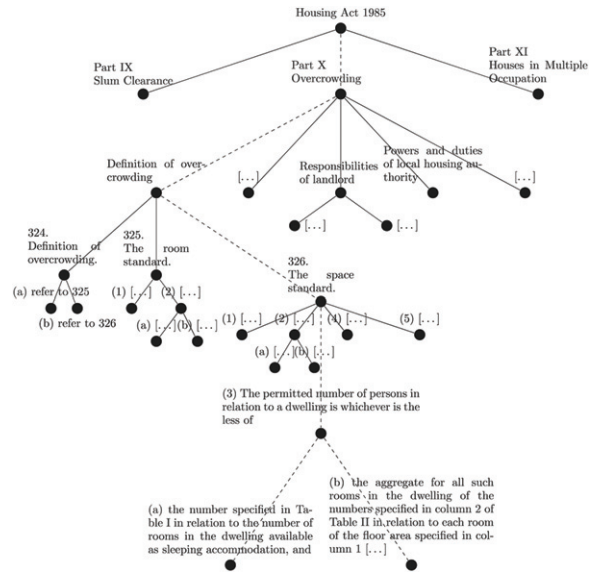 Housing Act 1985
Part IX
Slum Clearance
Part X
Overcrowding
Part XI
Houses in Multiple
Occupation
Definition of over-
crowding
[...]
Responsibilities
of landlord
Powers and duties
of local housing au-
thority
[...]
[...]
[...]
324.
Definition of
overcrowding.
325.
The room
standard.
326.
The space
standard.
(a) refer to 325
(b) refer to 326
(1) [...]
(2) [...]
(a) [...]
(b) [...]
(1) [...]
(2) [...]
(4) [...]
(5) [...]
(a) [...]
(b) [...]
(3) The permitted number of persons in
relation to a dwelling is whichever is the
less of
(a) the number specified in Ta-
ble I in relation to the number of
rooms in the dwelling available
as sleeping accommodation, and
(b) the aggregate for all such
rooms in the dwelling of the
numbers specified in column 2 of
Table II in relation to each room
of the floor area specified in col-
umn 1 [...]